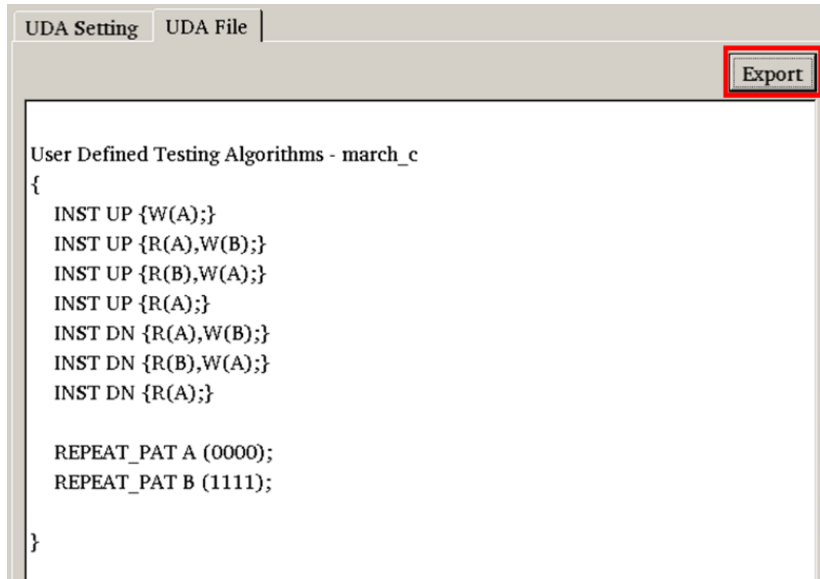 UDA Setting
UDA File
Export
User Defined Testing Algorithms - march_c
{
INST UP {W(A);}
INST UP {R(A),W(B);}
INST UP {R(B),W(A);}
INST UP {R(A);}
INST DN {R(A),W(B);}
INST DN {R(B),W(A);}
INST DN {R(A);}
REPEAT_PAT A (0000);
REPEAT_PAT B (1111);
}